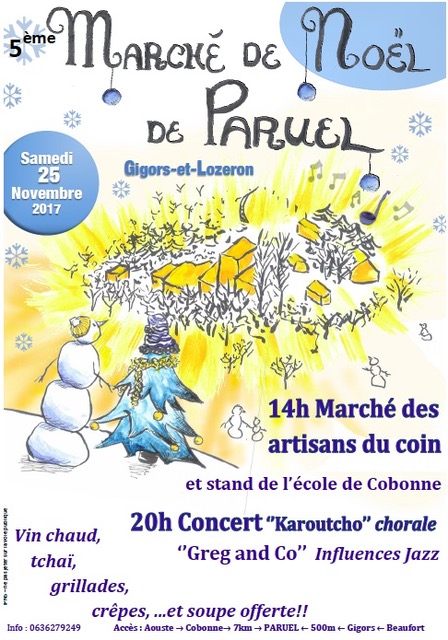 5ème Marché de Noël
de Paruel
Gigors-et-Lozeron
Samedi
25
Novembre
2017
14h Marché des
artisans du coin
et stand de l'école de Cobonne
20h Concert "Karoutcho" chorale
"Greg and Co" Influences Jazz
Vin chaud,
tchaï,
grillades,
crêpes, ...et soupe offerte!!
Info : 0636279249
Accès : Aouste → Cobonne→ 7km → PARUEL ← 500m ← Gigors ← Beaufort